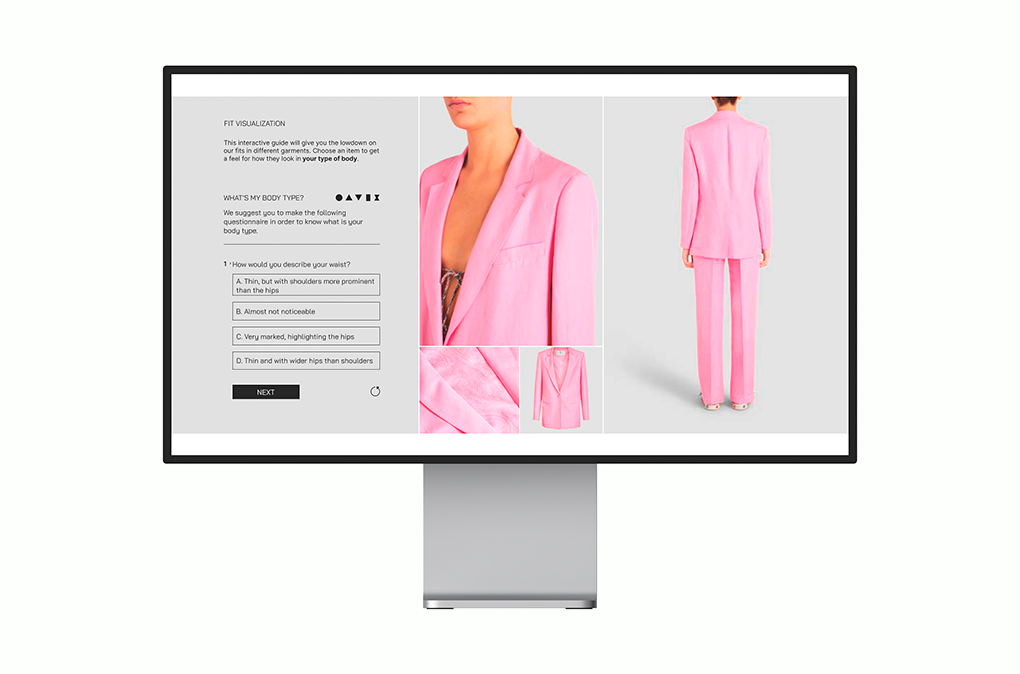 FIT VISUALIZATION
This interactive guide will give you the lowdown on
our fits in different garments. Choose an item to get
a feel for how they look in your type of body.
WHAT'S MY BODY TYPE?
We suggest you to make the following
questionnaire in order to know what is your
body type.
1 How would you describe your waist?
A. Thin, but with shoulders more prominent
than the hips
B. Almost not noticeable
C. Very marked, highlighting the hips
D. Thin and with wider hips than shoulders
NEXT